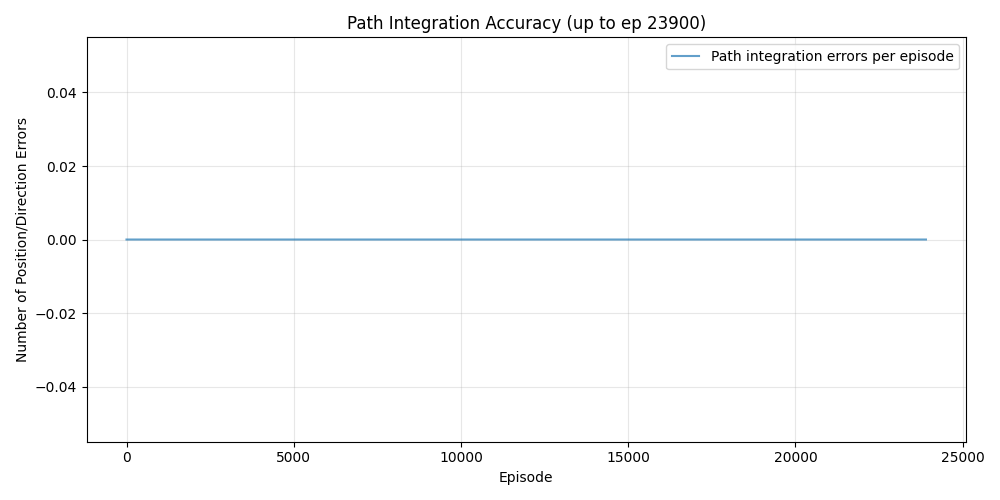 Path Integration Accuracy (up to ep 23900)
Path integration errors per episode
Number of Position/Direction Errors
0.04
0.02
0.00
−0.02
−0.04
0
5000
10000
15000
20000
25000
Episode